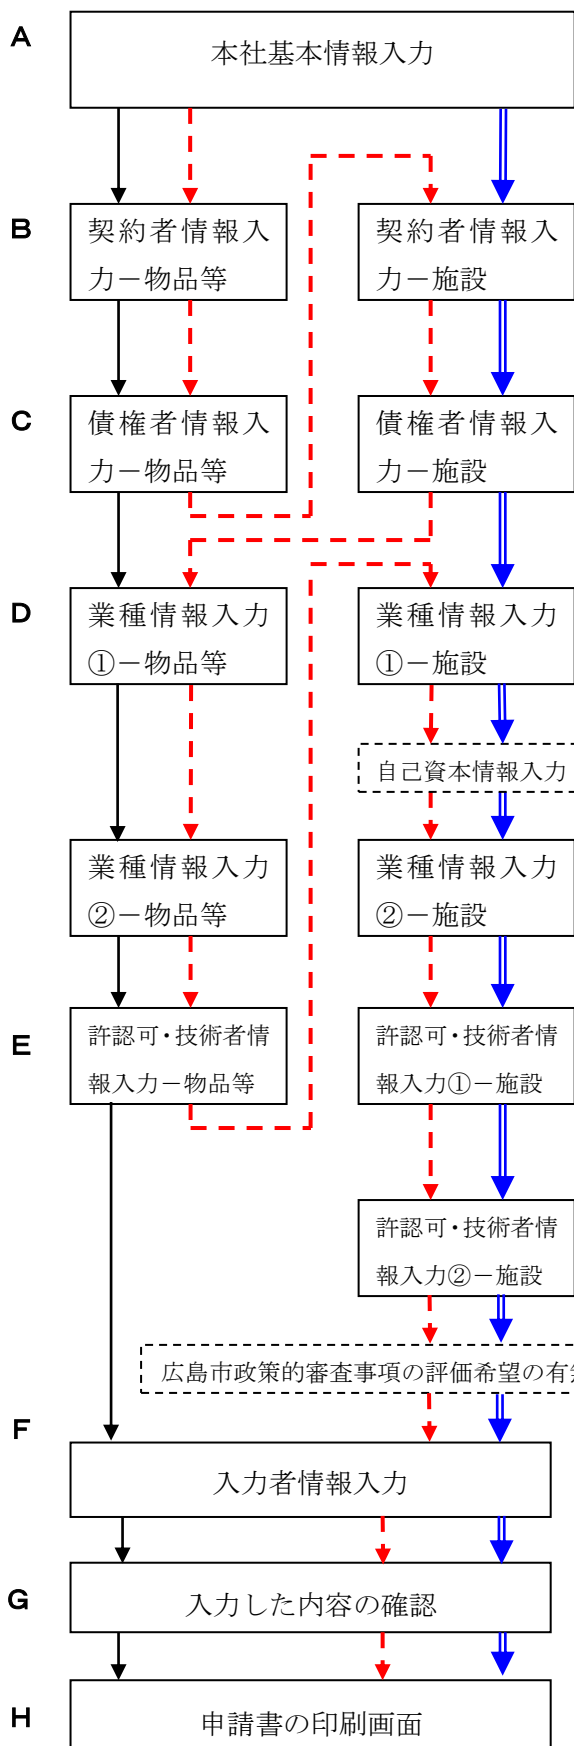 A
本社基本情報入力
B
契約者情報入
力－物品等
契約者情報入
力－施設
C
債権者情報入
力－物品等
債権者情報入
力－施設
D
業種情報入力
①－物品等
業種情報入力
①－施設
自己資本情報入力
業種情報入力
②－物品等
業種情報入力
②－施設
E
許認可・技術者情
報入力－物品等
許認可・技術者情
報入力①－施設
許認可・技術者情
報入力②－施設
広島市政策的審査事項の評価希望の有無
F
入力者情報入力
G
入力した内容の確認
H
申請書の印刷画面